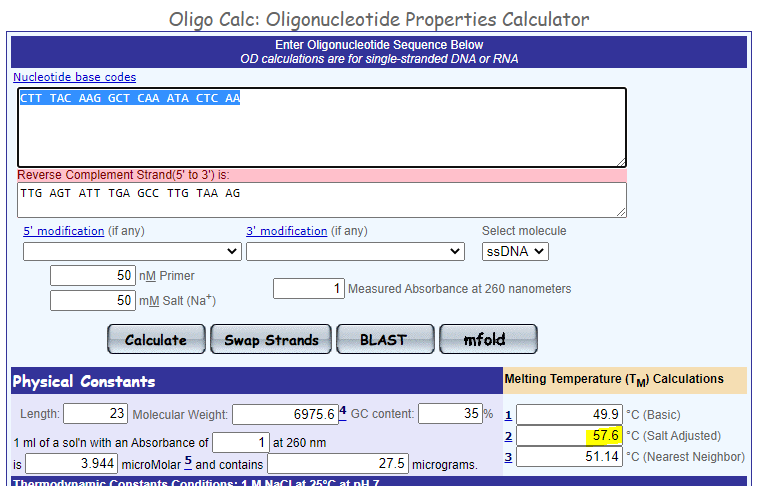 Oligo Calc: Oligonucleotide Properties Calculator
Enter Oligonucleotide Sequence Below
OD calculations are for single-stranded DNA or RNA
Nucleotide base codes
CTT TAC AAG GCT CAA ATA CTC AA
Reverse Complement Strand(5' to 3') is:
TTG AGT ATT TGA GCC TTG TAA AG
5' modification (if any) 3' modification (if any) Select molecule
ssDNA
50 nM Primer
1 Measured Absorbance at 260 nanometers
50 mM Salt (Na+)
Calculate Swap Strands BLAST mfold
Physical Constants Melting Temperature (TM) Calculations
Length: 23 Molecular Weight: 6975.6 4 GC content: 35 % 1 49.9 °C (Basic)
1 ml of a sol'n with an Absorbance of 1 at 260 nm 2 57.6 °C (Salt Adjusted)
is 3.944 microMolar 5 and contains 27.5 micrograms. 3 51.14 °C (Nearest Neighbor)
Thermodynamic Constants Conditions: 1 M NaCl at 25°C at pH 7.